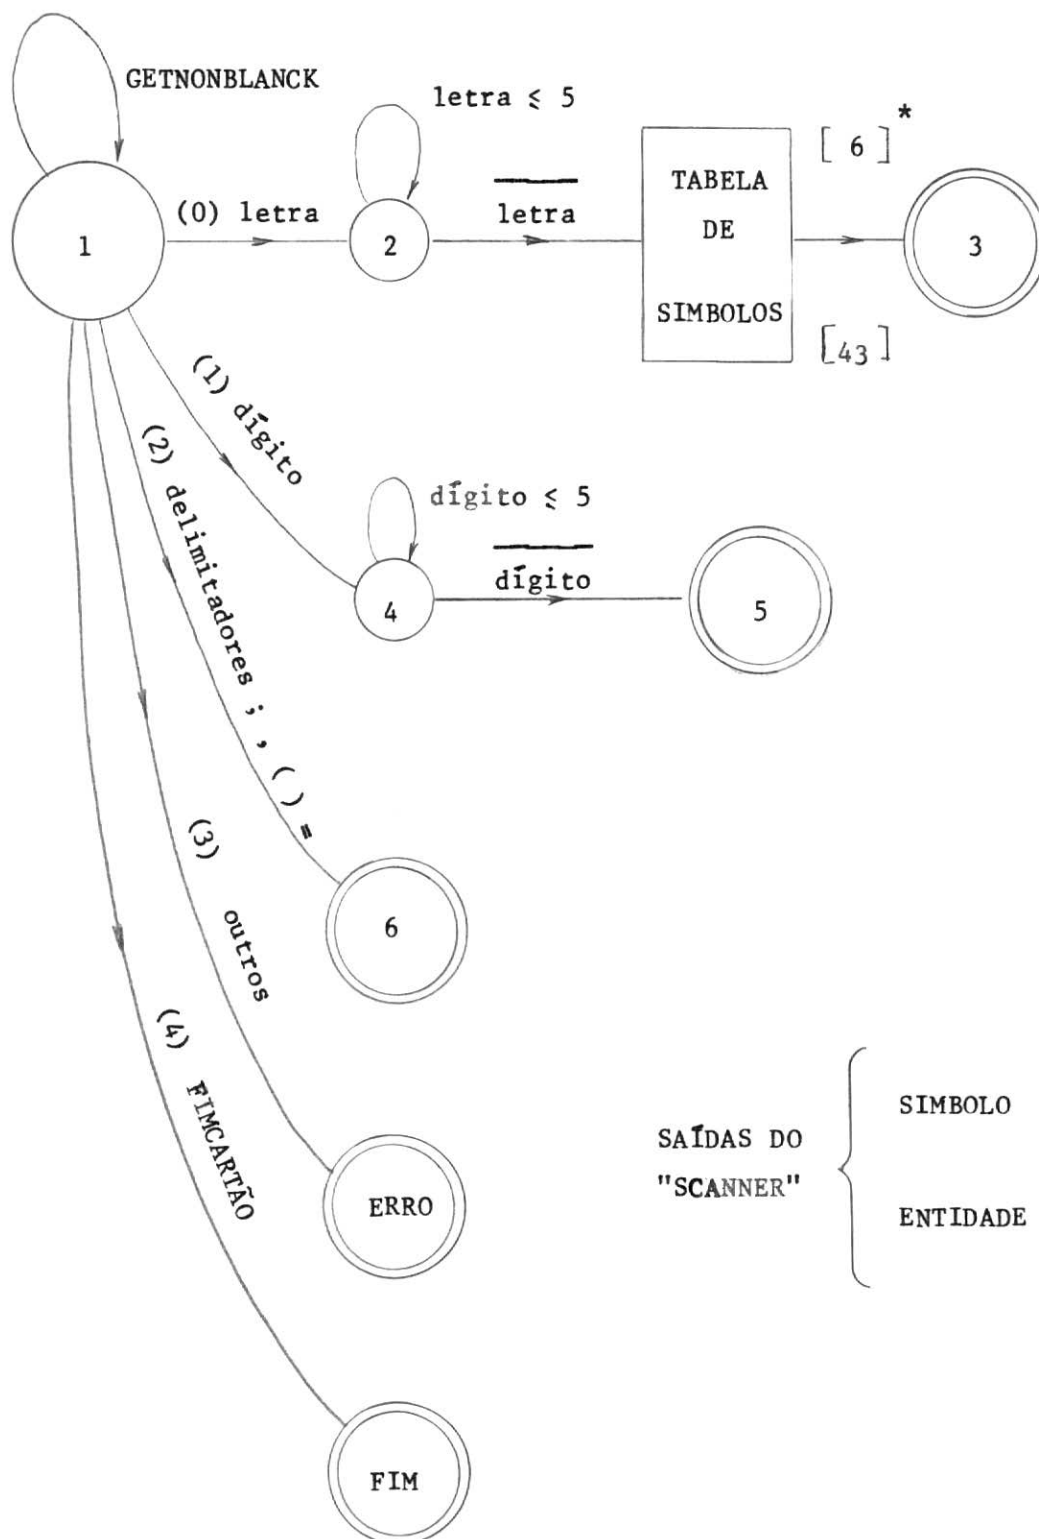 GETNONBLANCK
letra ⩽ 5
[ 6 ]*
TABELA
DE
SIMBOLOS
(0) letra
letra
1
2
3
[43]
(1) dígito
dígito ⩽ 5
dígito
4
5
(2) delimitadores ; , ( ) =
6
(3) outros
ERRO
(4) FIMCARTÃO
FIM
SAÍDAS DO
"SCANNER"
SIMBOLO
ENTIDADE